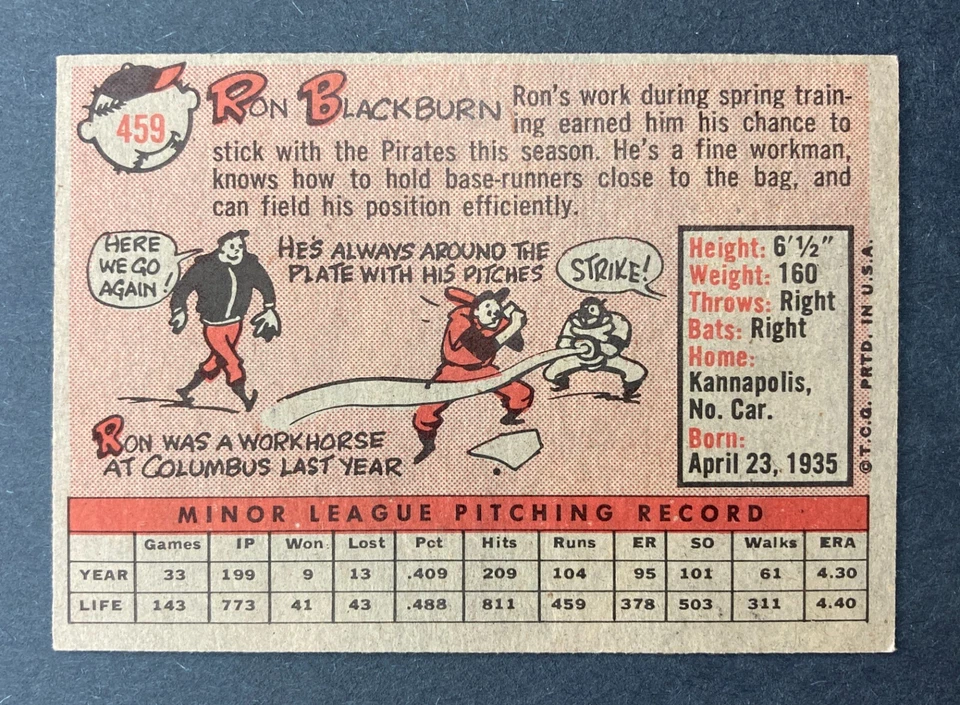 459
RON BLACKBURN
Ron's work during spring train-
ing earned him his chance to
stick with the Pirates this season. He's a fine workman,
knows how to hold base-runners close to the bag, and
can field his position efficiently.
HERE
WE GO
AGAIN!
HE'S ALWAYS AROUND THE
PLATE WITH HIS PITCHES
STRIKE!
RON WAS A WORKHORSE
AT COLUMBUS LAST YEAR
Height: 6'½"
Weight: 160
Throws: Right
Bats: Right
Home:
Kannapolis,
No. Car.
Born:
April 23, 1935
© T.C.G. PRTD. IN U.S.A.
MINOR LEAGUE PITCHING RECORD
Games IP Won Lost Pct Hits Runs ER SO Walks ERA
YEAR 33 199 9 13 .409 209 104 95 101 61 4.30
LIFE 143 773 41 43 .488 811 459 378 503 311 4.40